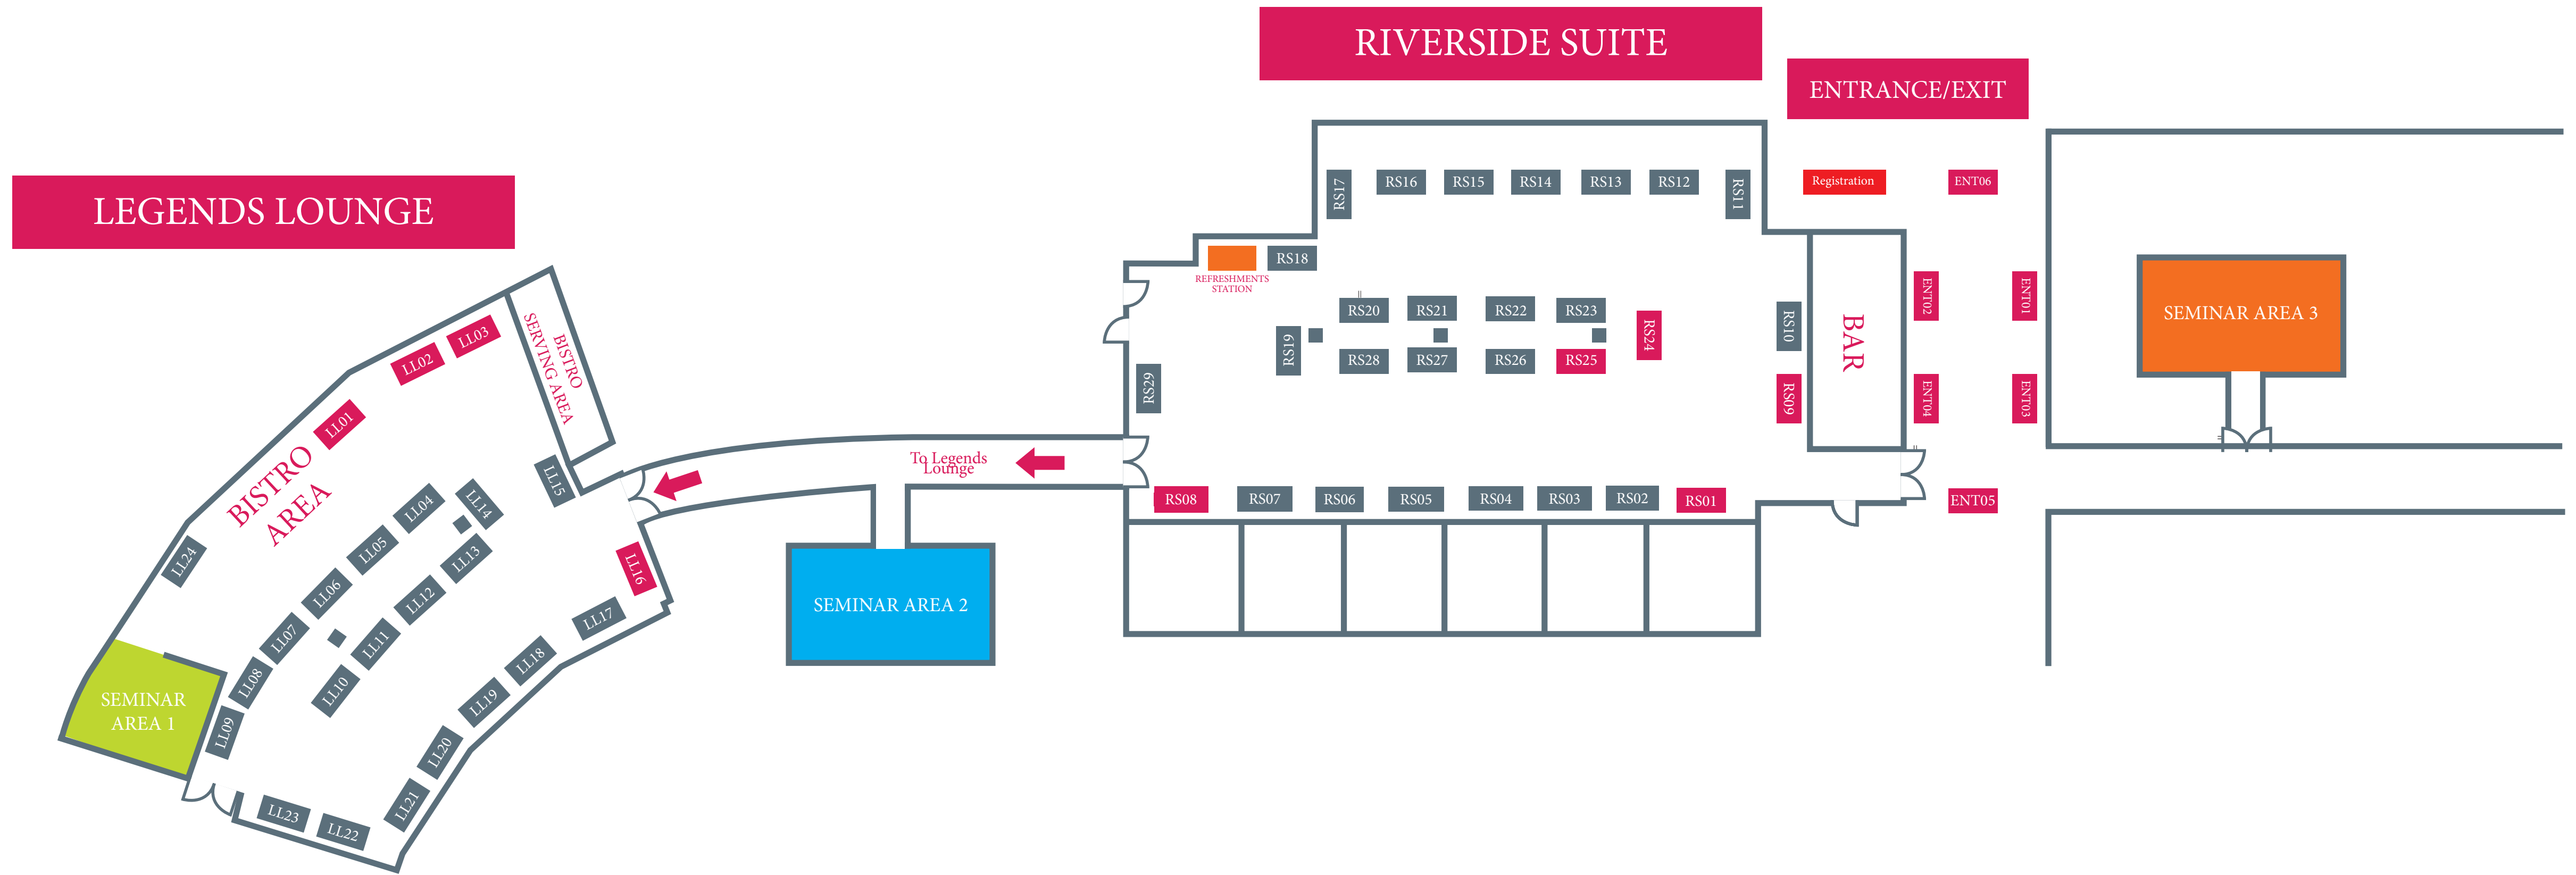 RIVERSIDE SUITE
ENTRANCE/EXIT
LEGENDS LOUNGE
RS17
RS16
RS15
RS14
RS13
RS12
RS11
Registration
ENT06
RS18
REFRESHMENTS
STATION
RS20
RS21
RS22
RS23
RS19
RS24
RS28
RS27
RS26
RS25
RS10
RS09
BAR
ENT02
ENT01
ENT04
ENT03
ENT05
SEMINAR AREA 3
RS29
RS08
RS07
RS06
RS05
RS04
RS03
RS02
RS01
To Legends
Lounge
SEMINAR AREA 2
BISTRO
SERVING AREA
LL03
LL02
LL01
BISTRO
AREA
LL15
LL14
LL04
LL05
LL06
LL07
LL08
LL09
LL13
LL12
LL11
LL10
LL24
LL16
LL17
LL18
LL19
LL20
LL21
LL22
LL23
SEMINAR
AREA 1